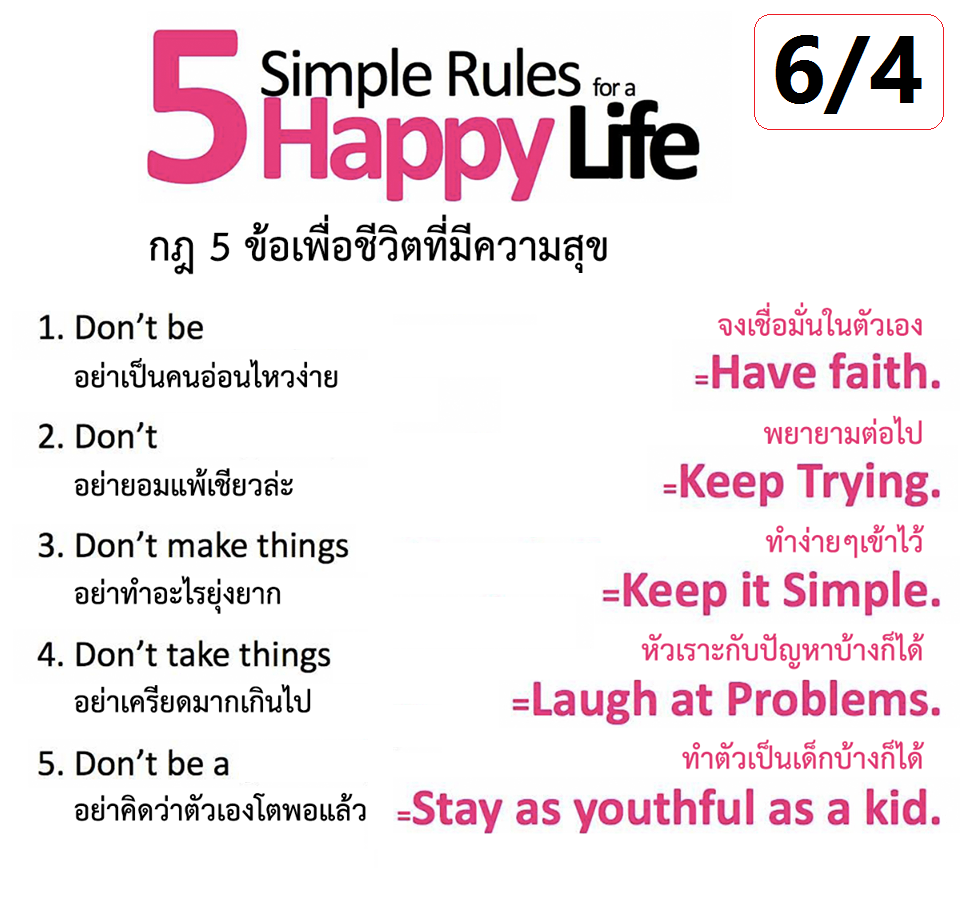 5 Simple Rules for a
Happy Life
6/4
กฎ 5 ข้อเพื่อชีวิตที่มีความสุข
1. Don't be
อย่าเป็นคนอ่อนไหวง่าย
จงเชื่อมั่นในตัวเอง
=Have faith.
2. Don't
อย่ายอมแพ้เชียวล่ะ
พยายามต่อไป
=Keep Trying.
3. Don't make things
อย่าทำอะไรยุ่งยาก
ทำง่ายๆเข้าไว้
=Keep it Simple.
4. Don't take things
อย่าเครียดมากเกินไป
หัวเราะกับปัญหาบ้างก็ได้
=Laugh at Problems.
5. Don't be a
อย่าคิดว่าตัวเองโตพอแล้ว
ทำตัวเป็นเด็กบ้างก็ได้
=Stay as youthful as a kid.